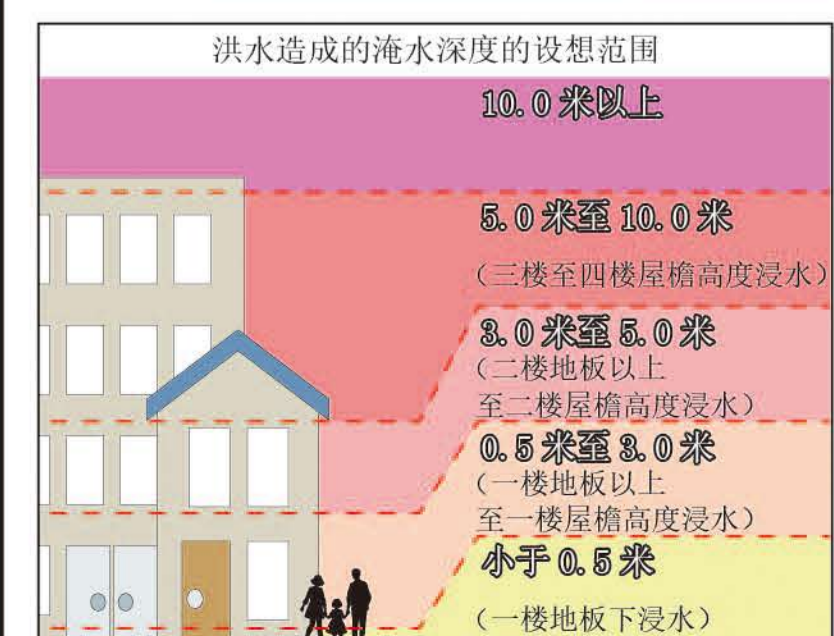 洪水造成的淹水深度的设想范围
10.0米以上
5.0米至10.0米
（三楼至四楼屋檐高度浸水）
3.0米至5.0米
（二楼地板以上
至二楼屋檐高度浸水）
0.5米至3.0米
（一楼地板以上
至一楼屋檐高度浸水）
小于0.5米
（一楼地板下浸水）